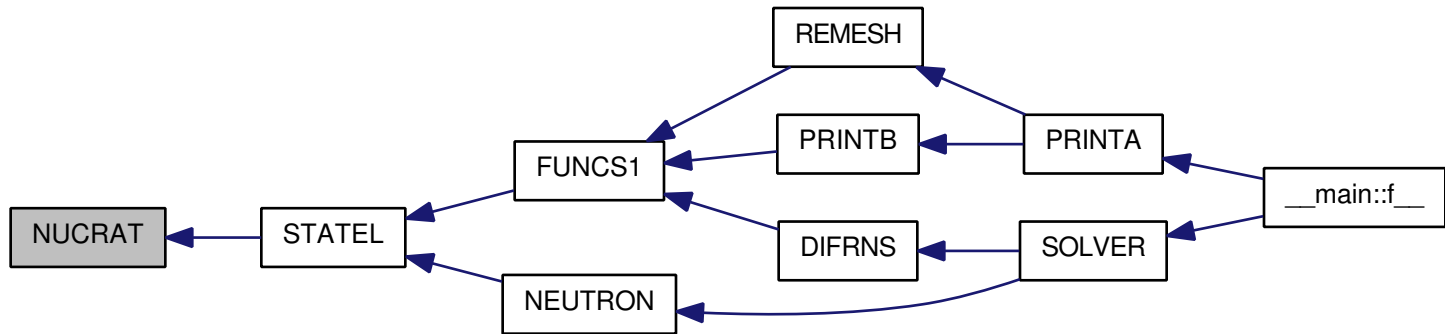 REMESH
PRINTB
PRINTA
FUNCS1
__main::f__
NUCRAT
STATEL
DIFRNS
SOLVER
NEUTRON